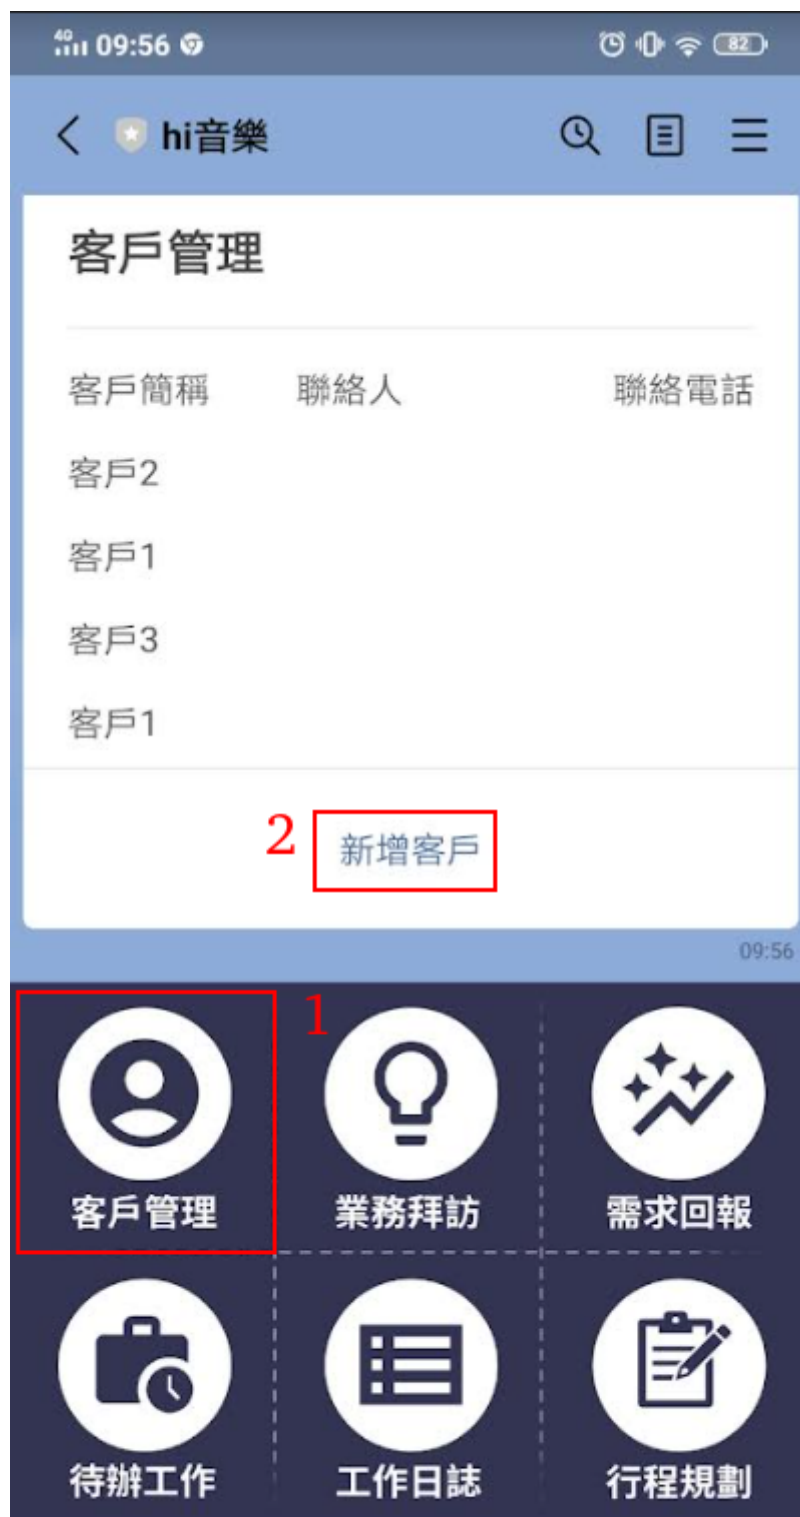 4G 09:56 82
hi音樂
客戶管理
客戶簡稱 聯絡人 聯絡電話
客戶2
客戶1
客戶3
客戶1
2 新增客戶
09:56
1
客戶管理 業務拜訪 需求回報
待辦工作 工作日誌 行程規劃